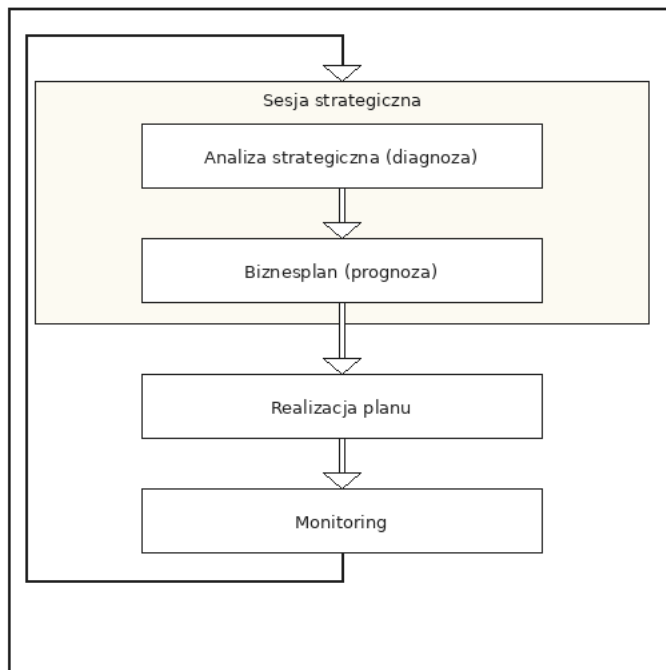 Sesja strategiczna
Analiza strategiczna (diagnoza)
Biznesplan (prognoza)
Realizacja planu
Monitoring